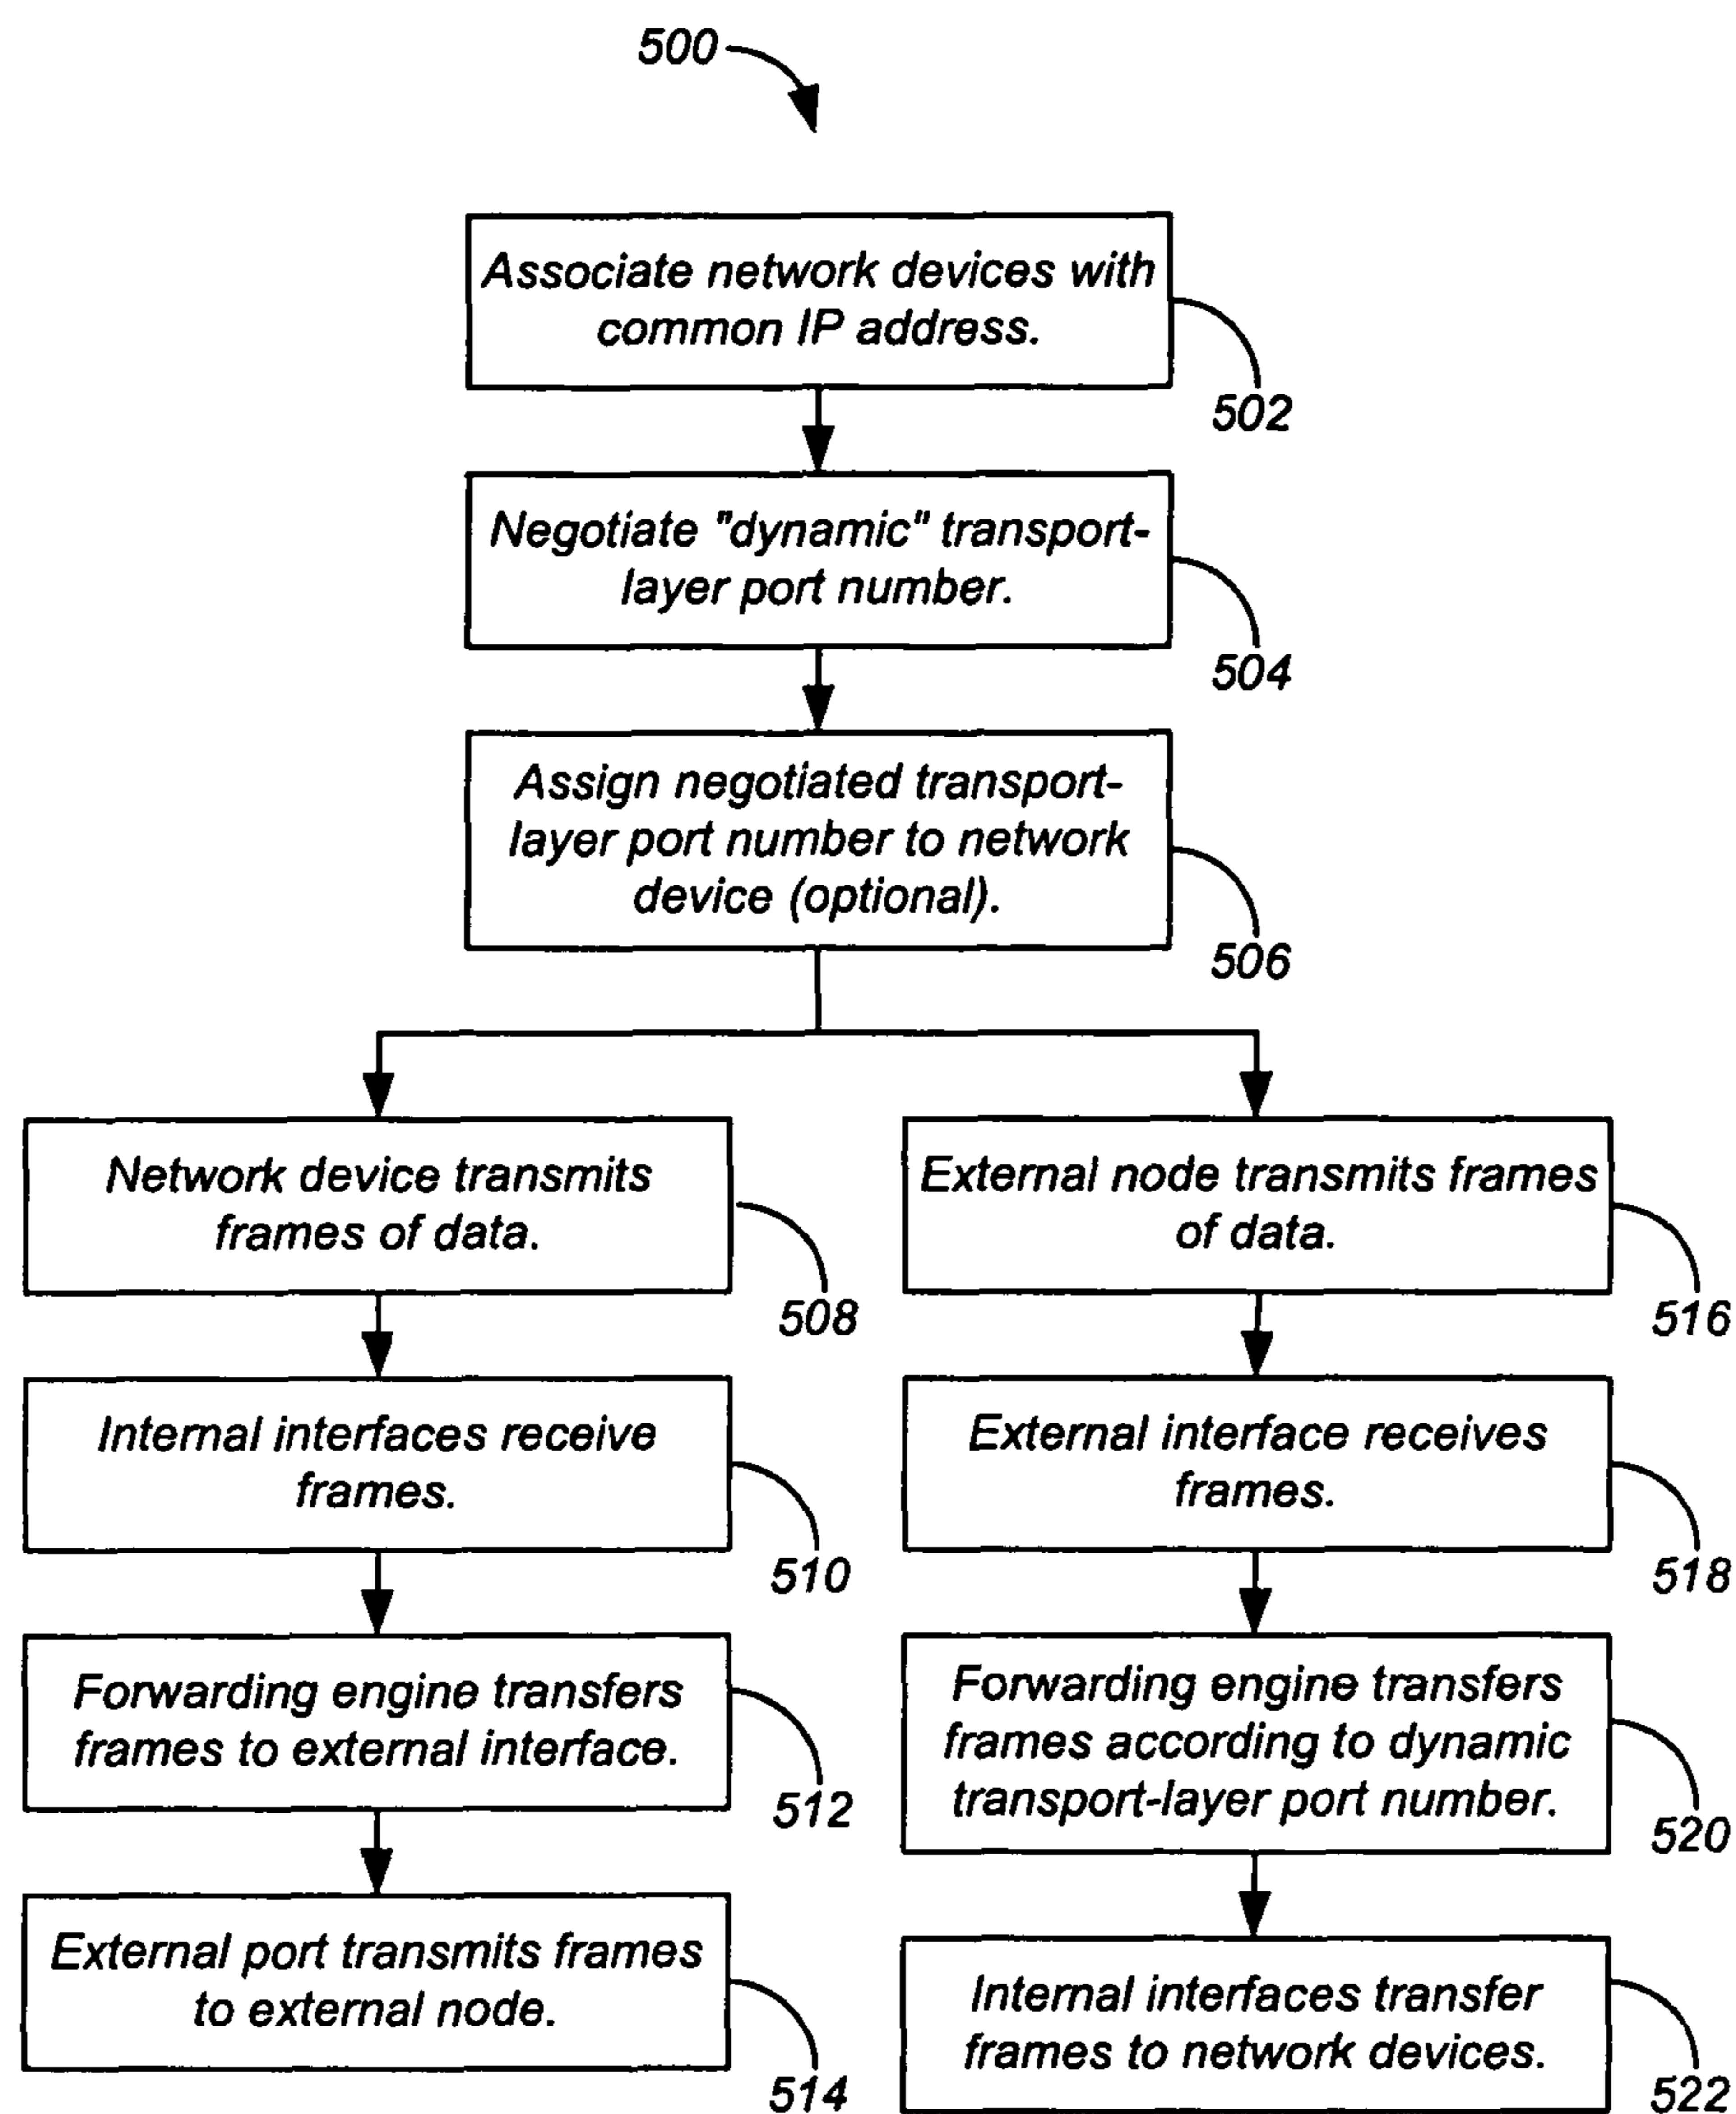 500
Associate network devices with
common IP address.
502
Negotiate "dynamic" transport-
layer port number.
504
Assign negotiated transport-
layer port number to network
device (optional).
506
Network device transmits
frames of data.
508
Internal interfaces receive
frames.
510
Forwarding engine transfers
frames to external interface.
512
External port transmits frames
to external node.
514
External node transmits frames
of data.
516
External interface receives
frames.
518
Forwarding engine transfers
frames according to dynamic
transport-layer port number.
520
Internal interfaces transfer
frames to network devices.
522